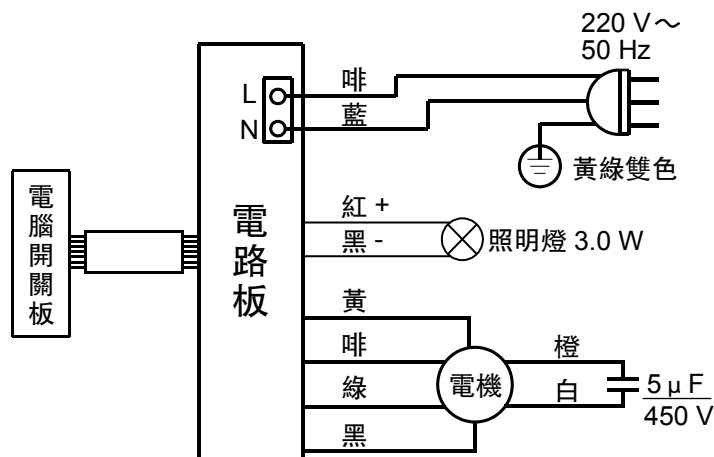 220 V～
50 Hz
L
啡
N
藍
黃綠雙色
電腦開關板
電路板
紅 +
黑 -
照明燈 3.0 W
黃
啡
綠
黑
電機
橙
白
5 μ F
450 V